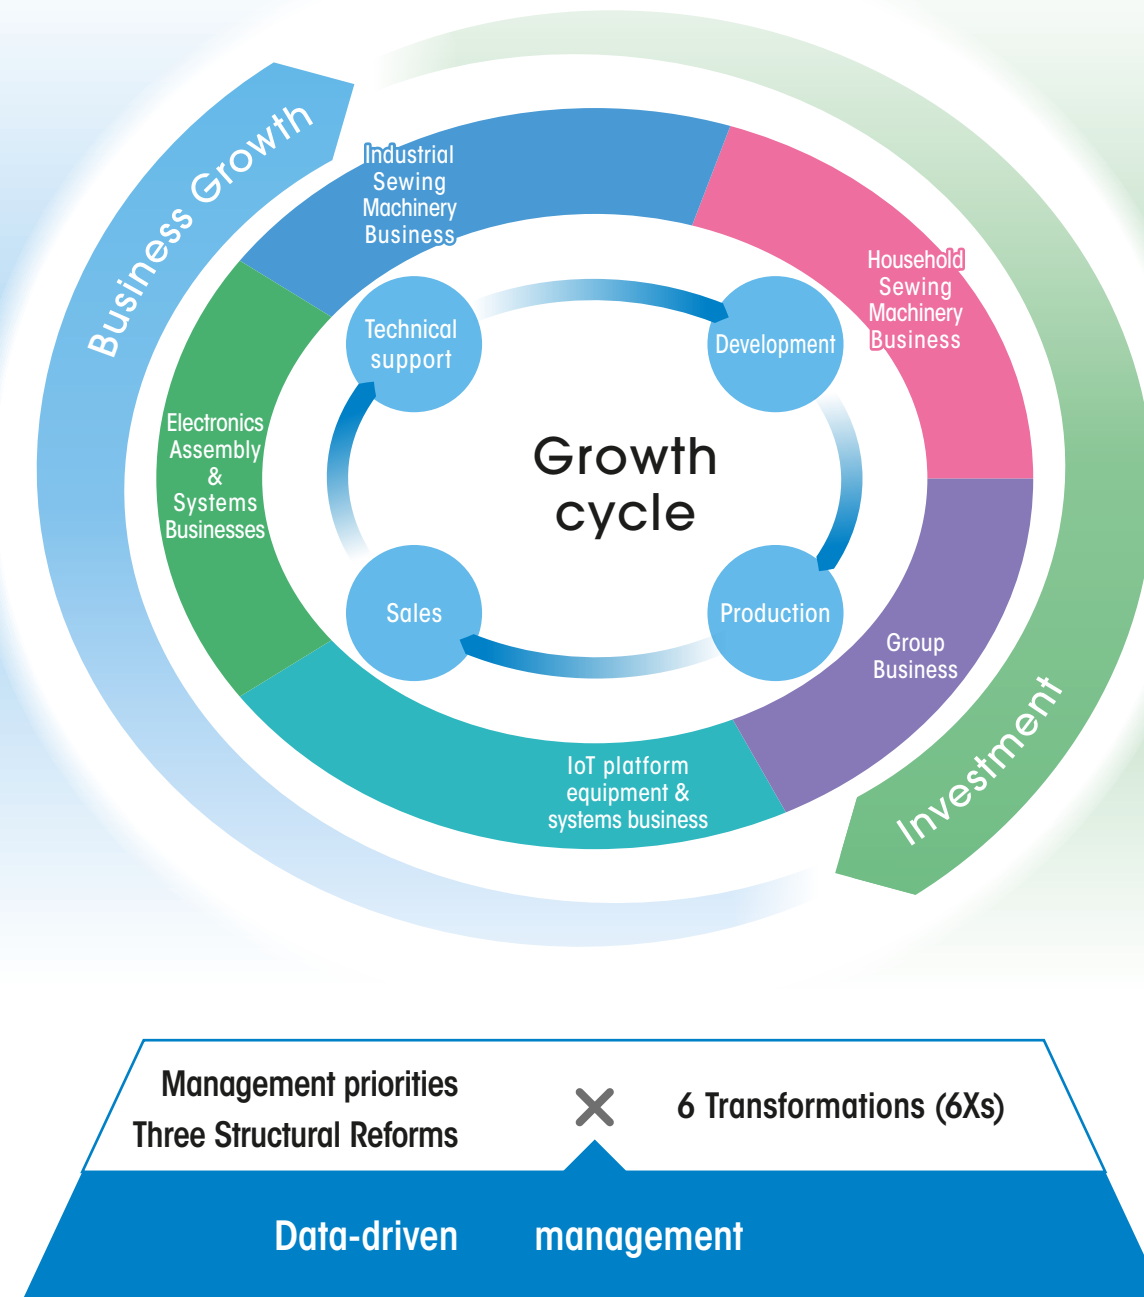 Business Growth
Industrial
Sewing
Machinery
Business
Household
Sewing
Machinery
Business
Technical
support
Development
Electronics
Assembly
&
Systems
Businesses
Growth
cycle
Sales
Production
Group
Business
IoT platform
equipment &
systems business
Investment
Management priorities
Three Structural Reforms
×
6 Transformations (6Xs)
Data-driven management